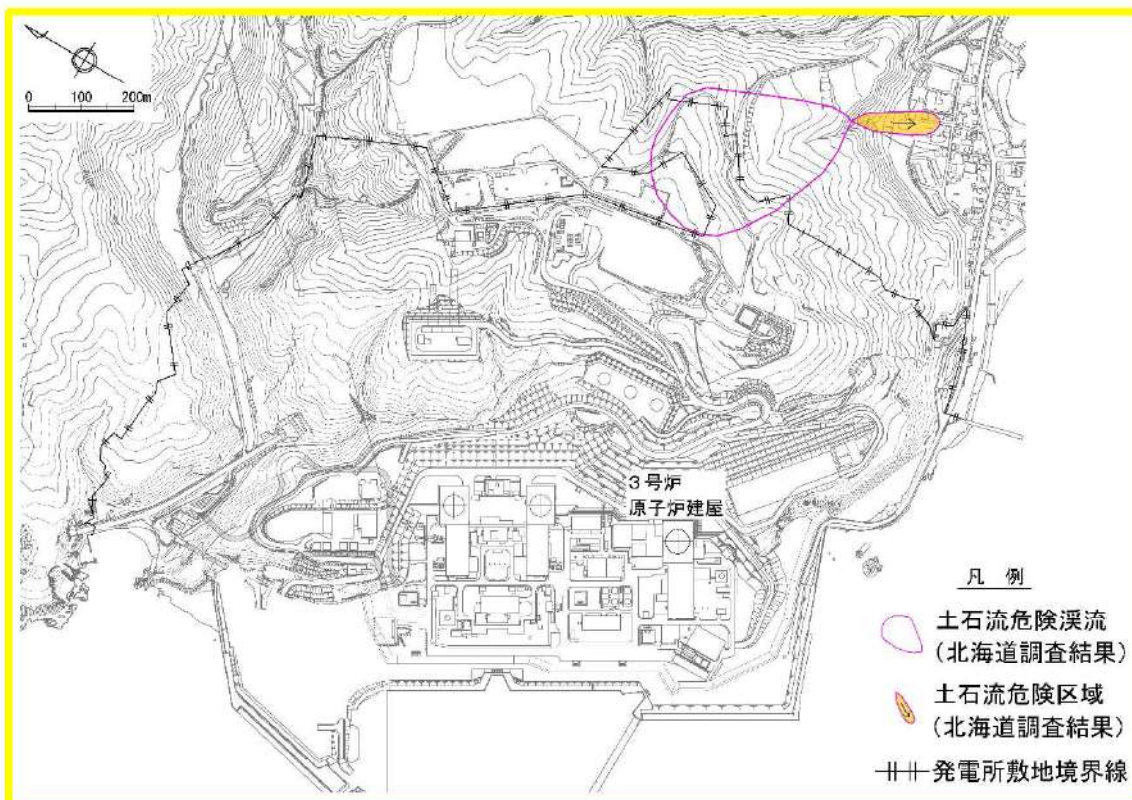 0 100 200m
3号炉
原子炉建屋
凡 例
土石流危険渓流
(北海道調査結果)
土石流危険区域
(北海道調査結果)
発電所敷地境界線